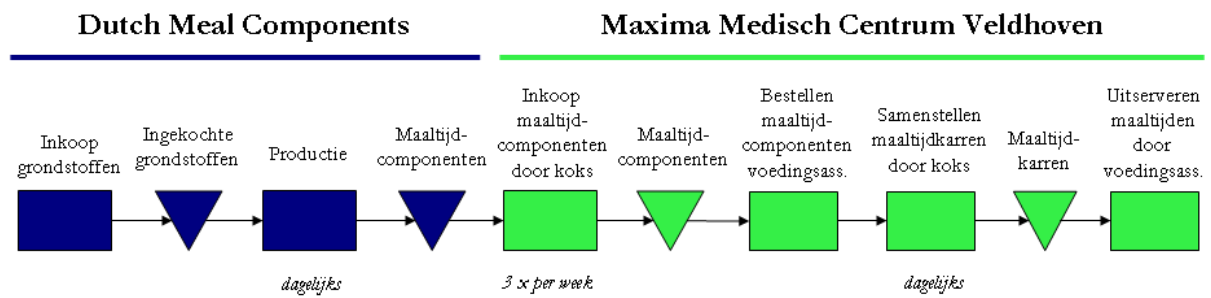 Dutch Meal Components
Maxima Medisch Centrum Veldhoven
Inkoop
grondstoffen
Ingekochte
grondstoffen
Productie
Maaltijd-
componenten
Inkoop
maaltijd-
componenten
door koks
Maaltijd-
componenten
Bestellen
maaltijd-
componenten
voedingsass.
Samenstellen
maaltijdkarren
door koks
Maaltijd-
karren
Uitserveren
maaltijden
door
voedingsass.
dagelijks
3 x per week
dagelijks